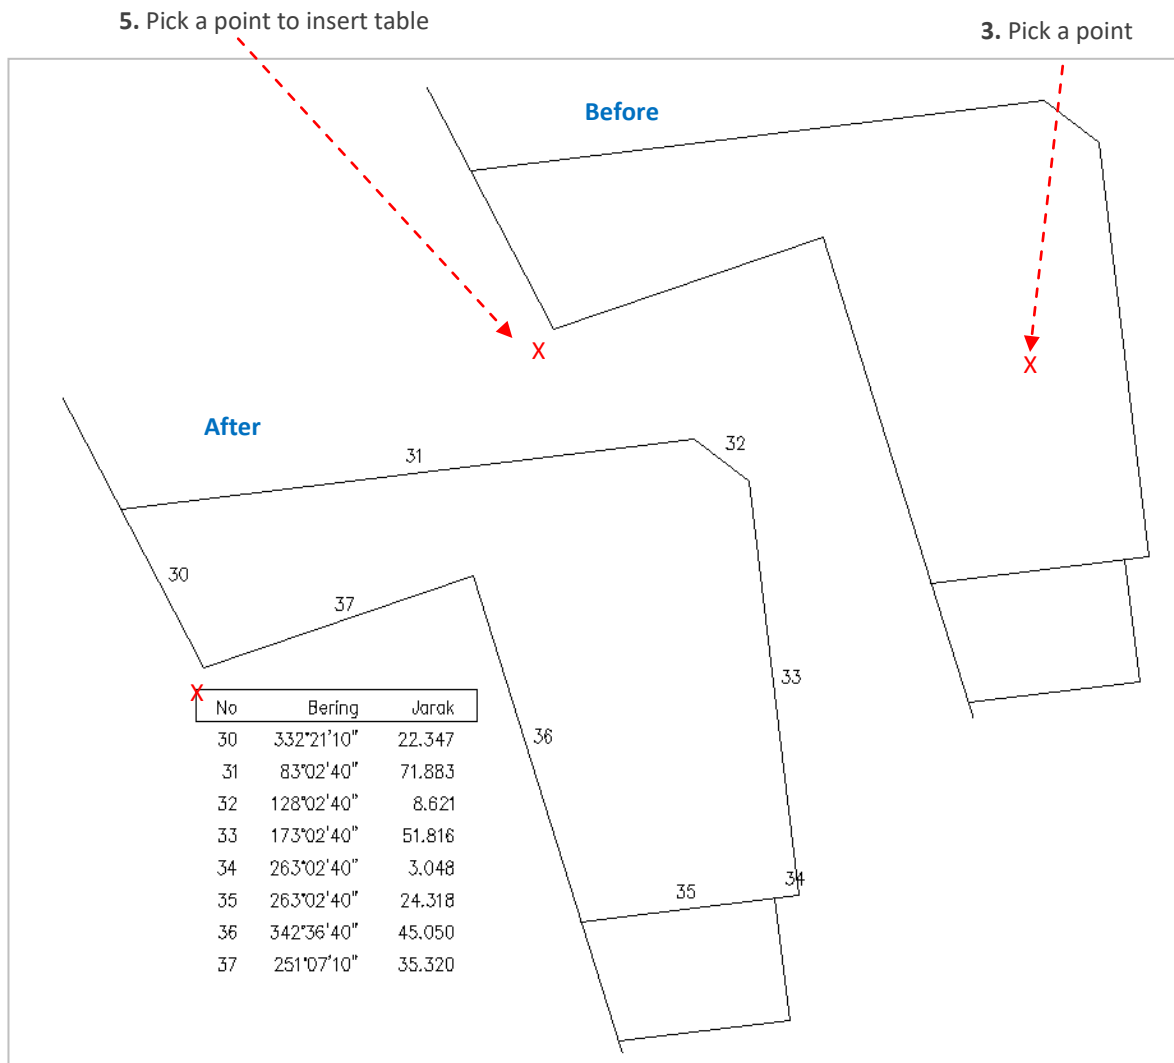 5. Pick a point to insert table
3. Pick a point
Before
X
X
After
31
32
30
37
33
36
34
35
X
No Bering Jarak
30 332°21'10" 22.347
31 83°02'40" 71.883
32 128°02'40" 8.621
33 173°02'40" 51.816
34 263°02'40" 3.048
35 263°02'40" 24.318
36 342°36'40" 45.050
37 251°07'10" 35.320